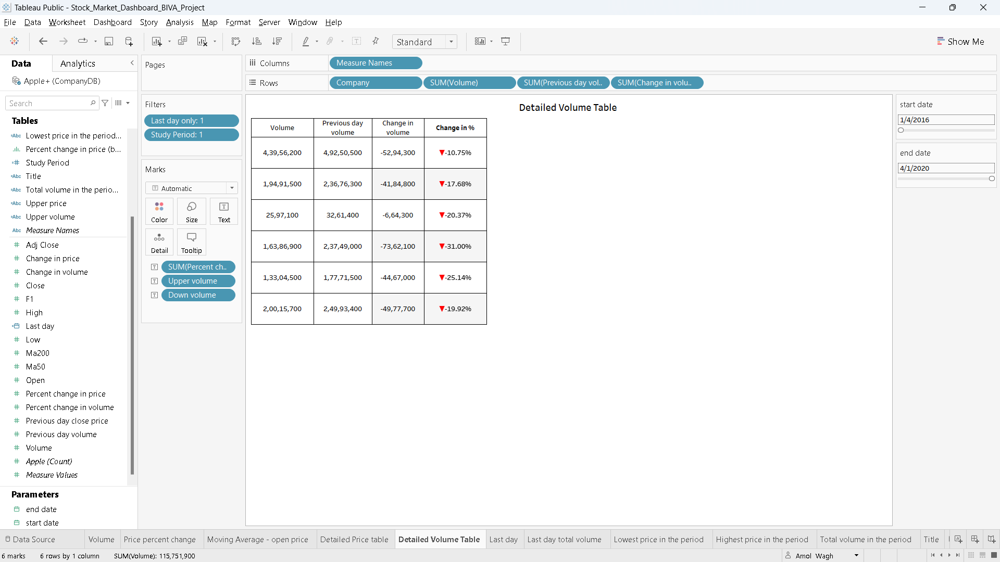 Tableau Public - Stock_Market_Dashboard_BIVA_Project
File Data Worksheet Dashboard Story Analysis Map Format Server Window Help
Standard
Show Me
Data Analytics
Apple+ (CompanyDB)
Search
Tables
Lowest price in the period...
Percent change in price (b...
Study Period
Title
Total volume in the perio...
Upper price
Upper volume
Measure Names
Adj Close
Change in price
Change in volume
Close
F1
High
Last day
Low
Ma200
Ma50
Open
Percent change in price
Percent change in volume
Previous day close price
Previous day volume
Volume
Apple (Count)
Measure Values
Parameters
end date
start date
Pages
Filters
Last day only: 1
Study Period: 1
Marks
Automatic
Color Size Text
Detail Tooltip
SUM(Percent ch..
Upper volume
Down volume
Columns Measure Names
Rows Company SUM(Volume) SUM(Previous day vol.. SUM(Change in volu..
Detailed Volume Table
Volume Previous day volume Change in volume Change in %
4,39,56,200 4,92,50,500 -52,94,300 ▼-10.75%
1,94,91,500 2,36,76,300 -41,84,800 ▼-17.68%
25,97,100 32,61,400 -6,64,300 ▼-20.37%
1,63,86,900 2,37,49,000 -73,62,100 ▼-31.00%
1,33,04,500 1,77,71,500 -44,67,000 ▼-25.14%
2,00,15,700 2,49,93,400 -49,77,700 ▼-19.92%
start date
1/4/2016
end date
4/1/2020
Data Source Volume Price percent change Moving Average - open price Detailed Price table Detailed Volume Table Last day Last day total volume Lowest price in the period Highest price in the period Total volume in the period Title
6 marks 6 rows by 1 column SUM(Volume): 115,751,900 Amol Wagh